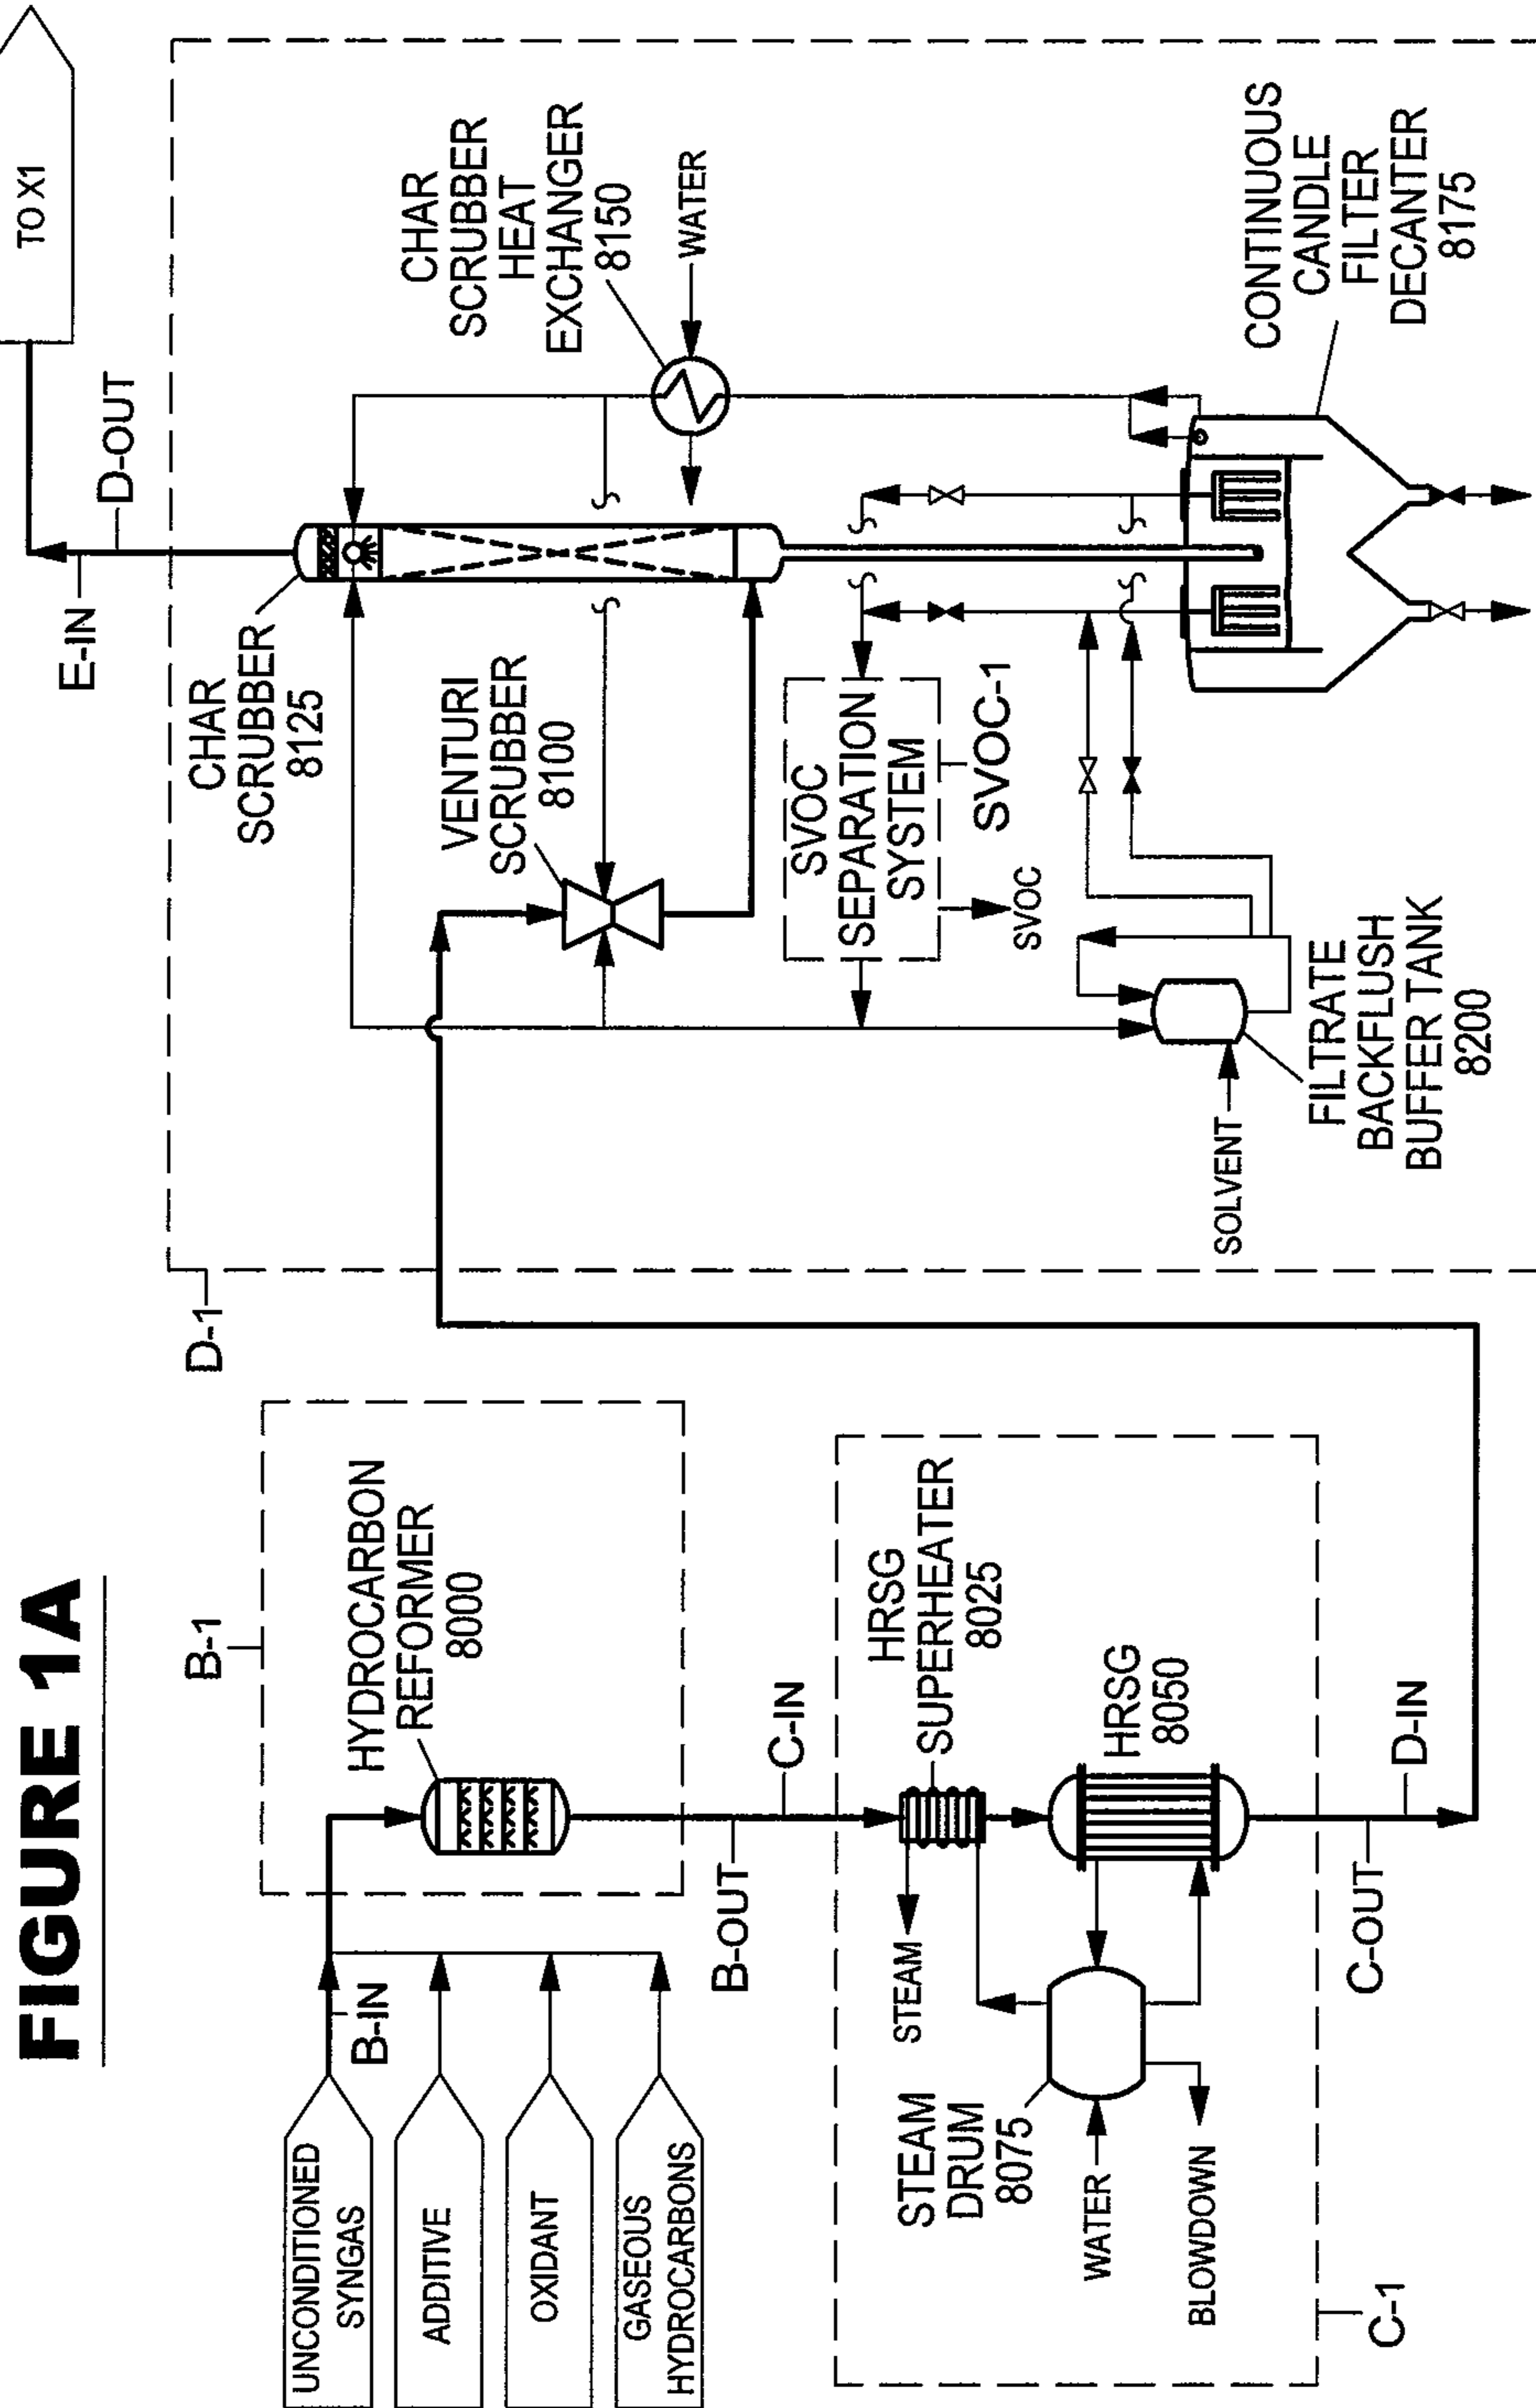 FIGURE 1A
UNCONDITIONED
SYNGAS
B-IN
ADDITIVE
OXIDANT
GASEOUS
HYDROCARBONS
B-1
HYDROCARBON
REFORMER
8000
B-OUT
C-IN
HRSG
SUPERHEATER
8025
STEAM
HRSG
8050
STEAM
DRUM
8075
WATER
BLOWDOWN
C-1
C-OUT
D-IN
D-1
TO X1
E-IN
D-OUT
CHAR
SCRUBBER
8125
VENTURI
SCRUBBER
8100
CHAR
SCRUBBER
HEAT
EXCHANGER
8150
WATER
SVOC
SEPARATION
SYSTEM
SVOC-1
SVOC
SOLVENT
FILTRATE
BACKFLUSH
BUFFER TANK
8200
CONTINUOUS
CANDLE
FILTER
DECANTER
8175